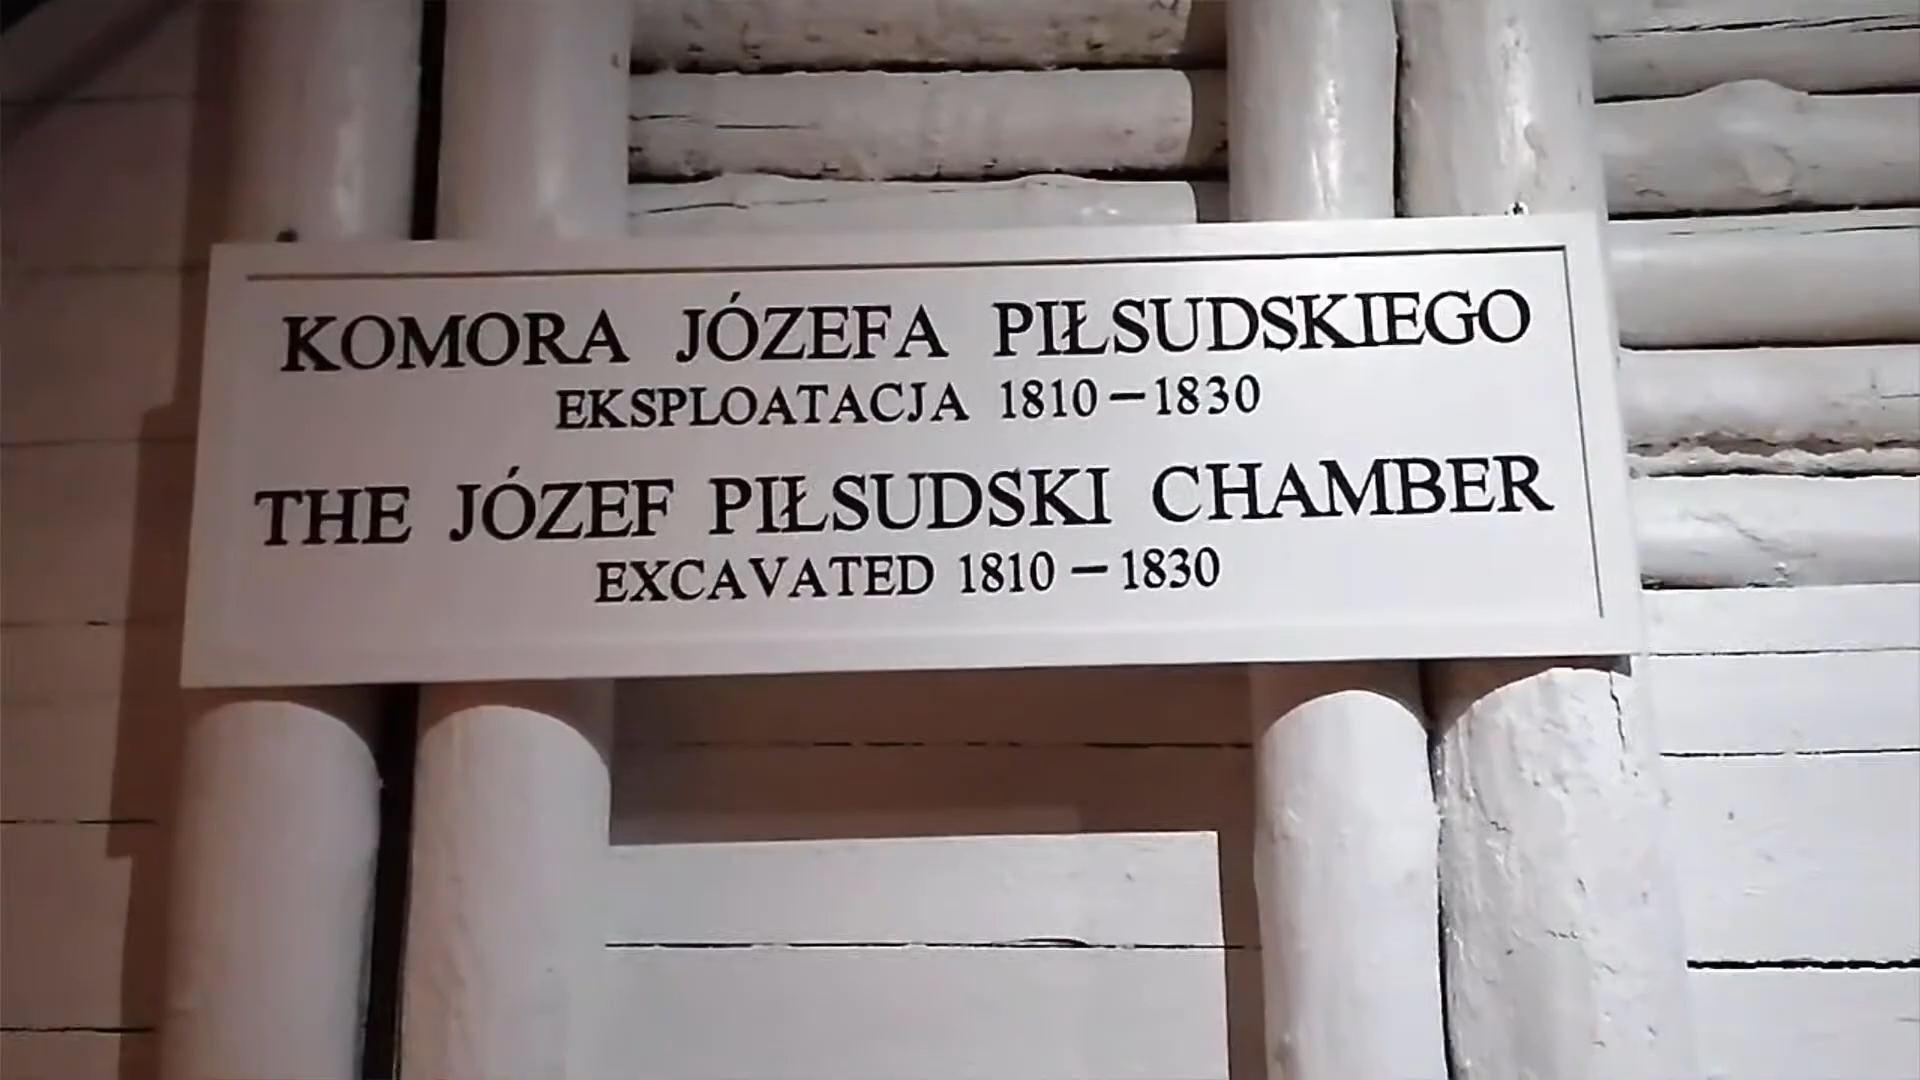 KOMORA JÓZEFA PIŁSUDSKIEGO
EKSPLOATACJA 1810 – 1830
THE JÓZEF PIŁSUDSKI CHAMBER
EXCAVATED 1810 – 1830